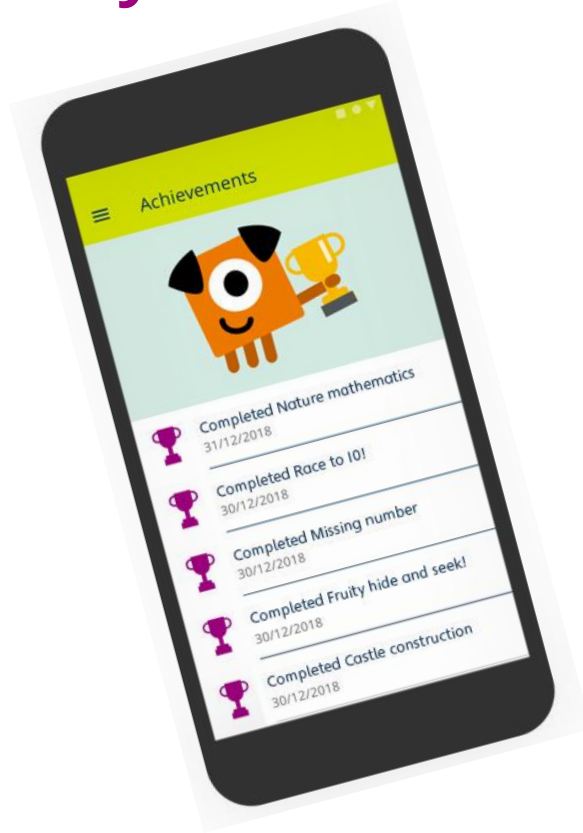 Achievements
Completed Nature mathematics
31/12/2018
Completed Race to 10!
30/12/2018
Completed Missing number
30/12/2018
Completed Fruity hide and seek!
30/12/2018
Completed Castle construction
30/12/2018